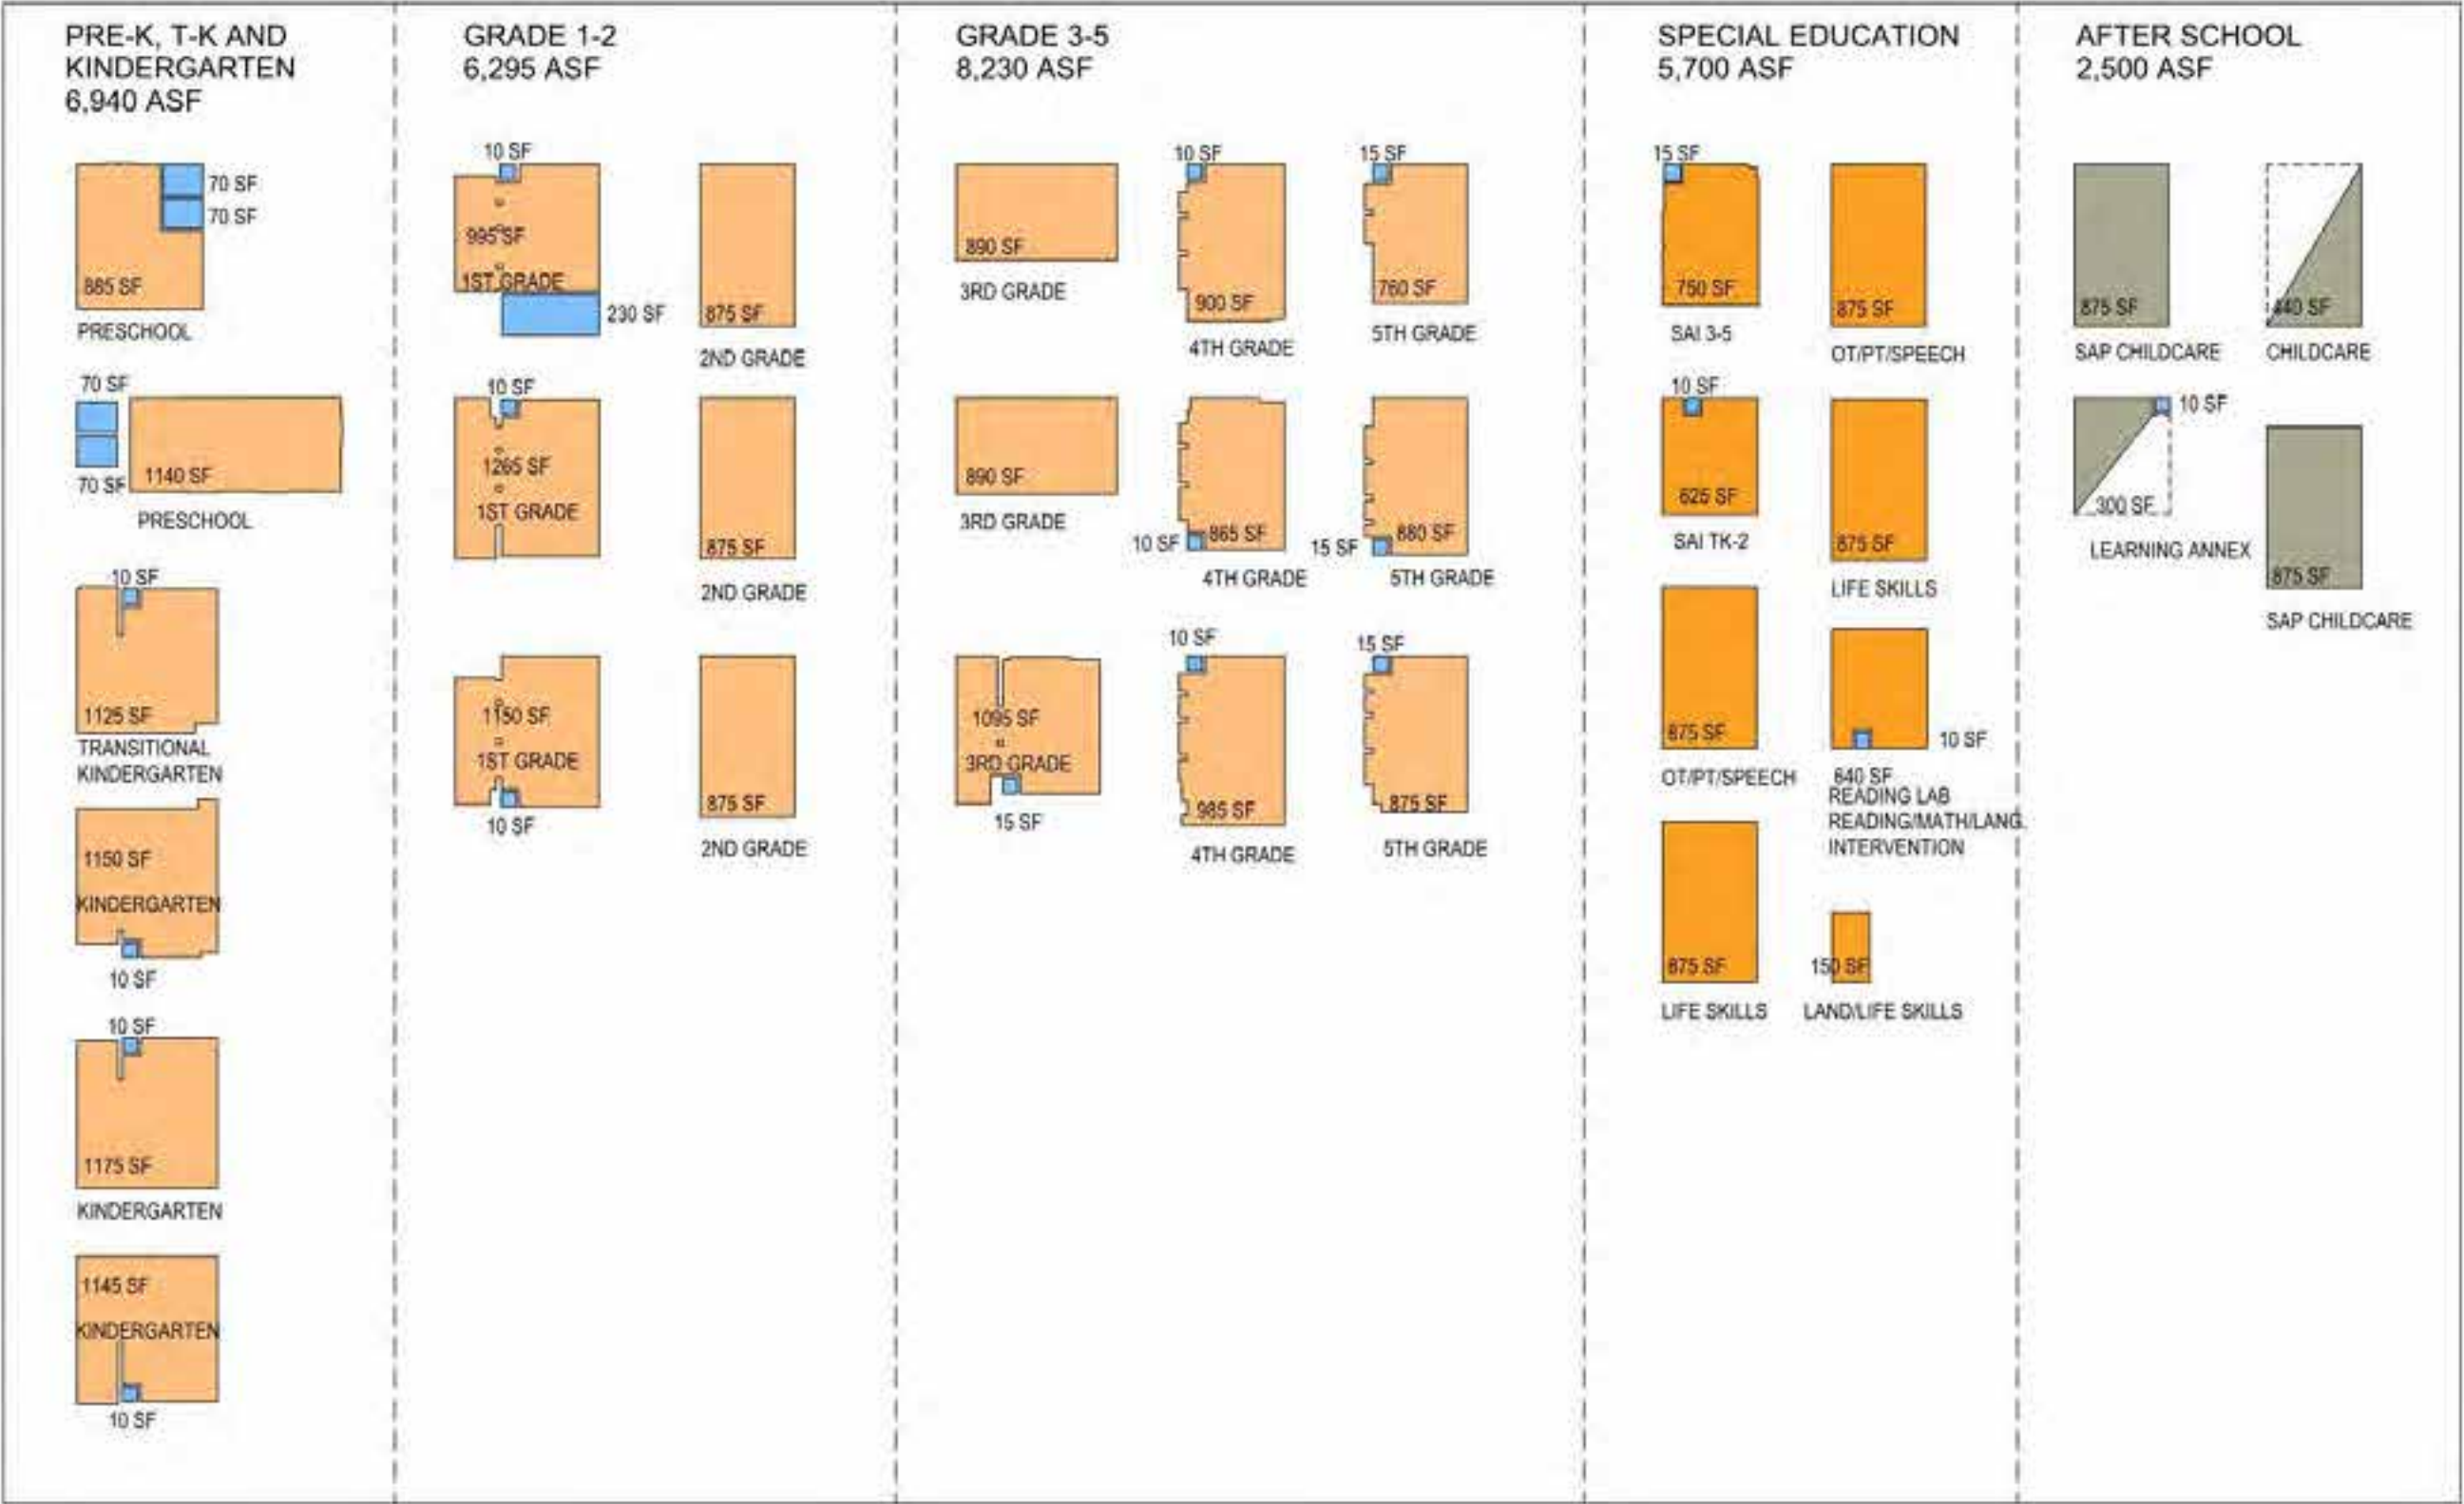 PRE-K, T-K AND
KINDERGARTEN
6,940 ASF
70 SF
70 SF
885 SF
PRESCHOOL
70 SF
1140 SF
70 SF
PRESCHOOL
10 SF
1125 SF
TRANSITIONAL
KINDERGARTEN
1150 SF
KINDERGARTEN
10 SF
10 SF
1175 SF
KINDERGARTEN
1145 SF
KINDERGARTEN
10 SF
GRADE 1-2
6,295 ASF
10 SF
995 SF
1ST GRADE
230 SF
875 SF
2ND GRADE
10 SF
1265 SF
1ST GRADE
875 SF
2ND GRADE
1150 SF
1ST GRADE
10 SF
875 SF
2ND GRADE
GRADE 3-5
8,230 ASF
890 SF
3RD GRADE
10 SF
900 SF
4TH GRADE
15 SF
760 SF
5TH GRADE
890 SF
3RD GRADE
10 SF
865 SF
4TH GRADE
15 SF
880 SF
5TH GRADE
1095 SF
3RD GRADE
15 SF
10 SF
985 SF
4TH GRADE
15 SF
875 SF
5TH GRADE
SPECIAL EDUCATION
5,700 ASF
15 SF
750 SF
SAI 3-5
875 SF
OT/PT/SPEECH
10 SF
625 SF
SAI TK-2
875 SF
LIFE SKILLS
875 SF
OT/PT/SPEECH
10 SF
640 SF
READING LAB
READING/MATH/LANG.
INTERVENTION
875 SF
LIFE SKILLS
150 SF
LAND/LIFE SKILLS
AFTER SCHOOL
2,500 ASF
875 SF
SAP CHILDCARE
440 SF
CHILDCARE
10 SF
300 SF
LEARNING ANNEX
875 SF
SAP CHILDCARE